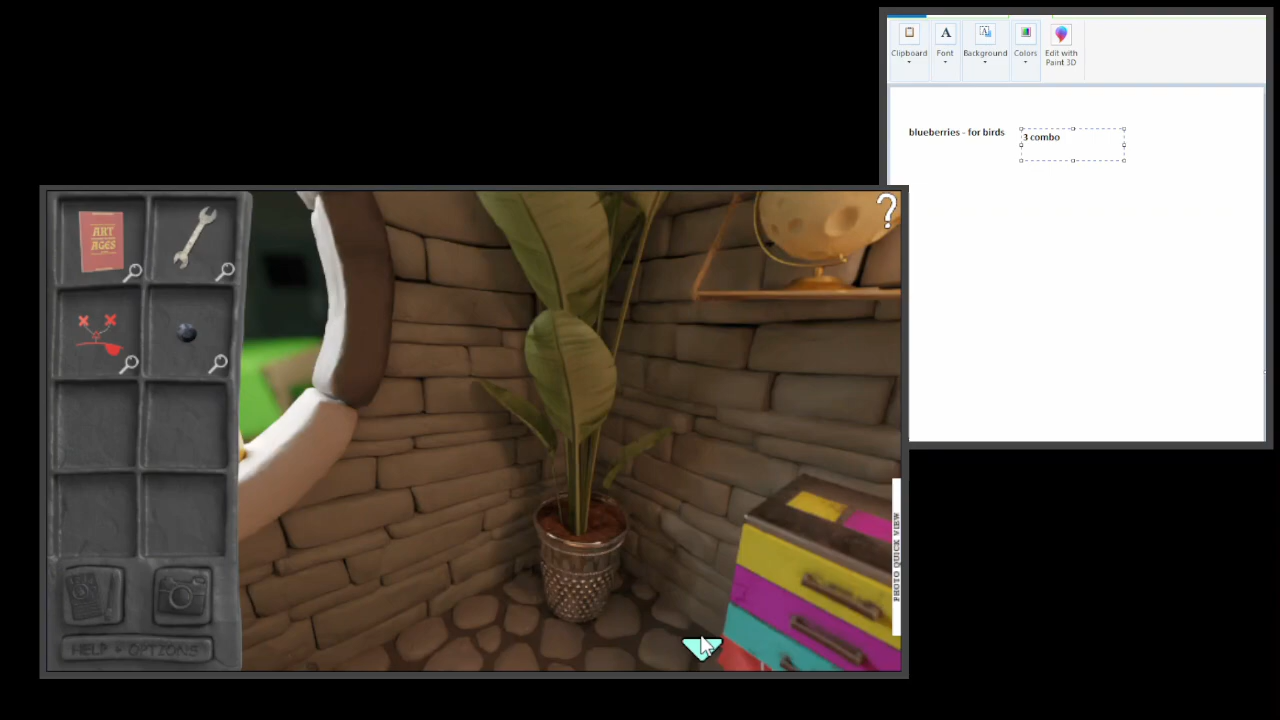 Clipboard
Font
Background
Colors
Edit with
Paint 3D
blueberries - for birds
3 combo
ART
AGES
?
PHOTO QUICK VIEW
HELP & OPTIONS